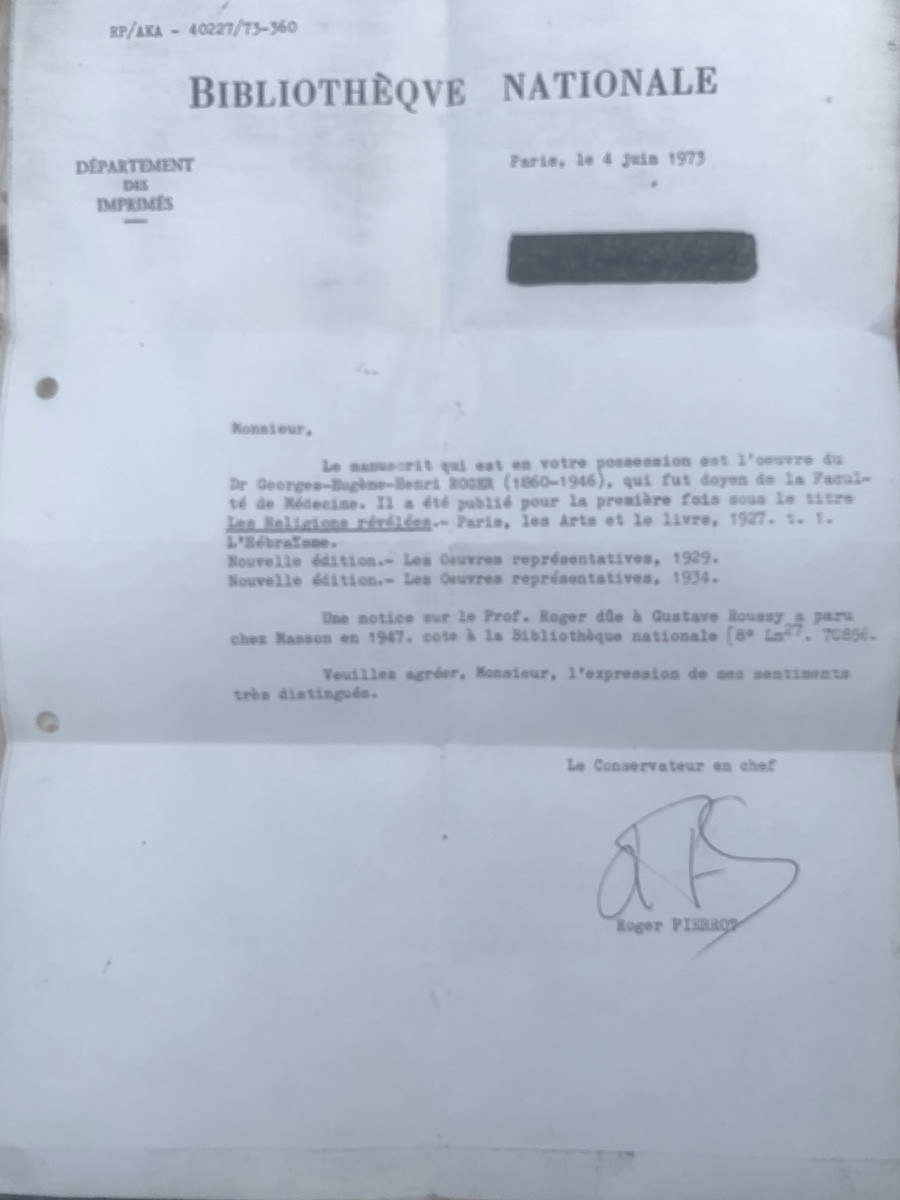 RP/AKA - 40227/73-360
BIBLIOTHÈQVE NATIONALE
DÉPARTEMENT
DES
IMPRIMÉS
Paris, le 4 juin 1973
Monsieur,
Le manuscrit qui est en votre possession est l'oeuvre du
Dr Georges-Eugène-Henri ROGER (1860-1946), qui fut doyen de la Facul-
té de Médecine. Il a été publié pour la première fois sous le titre
Les Religions révélées.- Paris, les Arts et le livre, 1927. t. 1.
L'Hébraïsme.
Nouvelle édition.- Les Oeuvres représentatives, 1929.
Nouvelle édition.- Les Oeuvres représentatives, 1934.
Une notice sur le Prof. Roger dûe à Gustave Roussy a paru
chez Masson en 1947. cote à la Bibliothèque nationale [8° Ln27. 70856.
Veuillez agréer, Monsieur, l'expression de mes sentiments
très distingués.
Le Conservateur en chef
Roger PIERROT